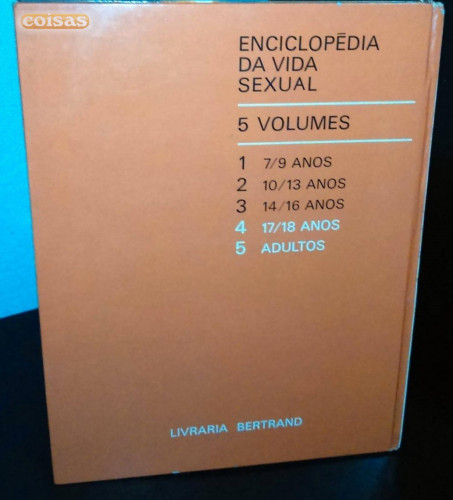 coisas
ENCICLOPÉDIA
DA VIDA
SEXUAL
5 VOLUMES
1 7/9 ANOS
2 10/13 ANOS
3 14/16 ANOS
4 17/18 ANOS
5 ADULTOS
LIVRARIA BERTRAND